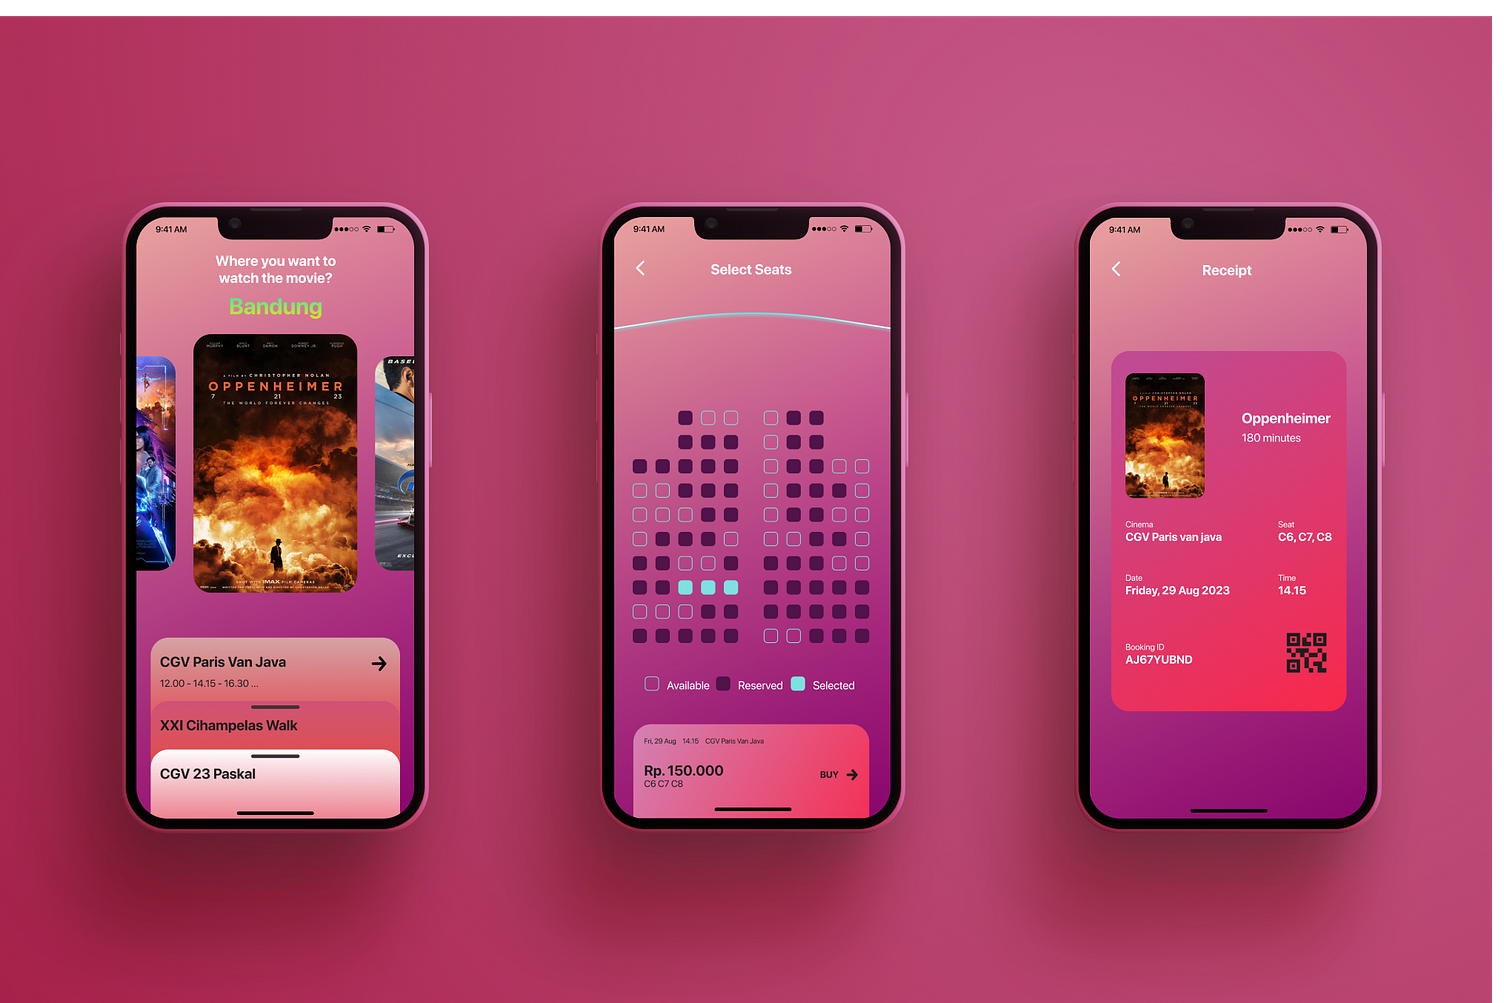 9:41 AM
Where you want to
watch the movie?
Bandung
A FILM BY CHRISTOPHER NOLAN
OPPENHEIMER
7 21 23
THE WORLD FOREVER CHANGES
CGV Paris Van Java
12.00 - 14.15 - 16.30 ...
XXI Cihampelas Walk
CGV 23 Paskal
9:41 AM
Select Seats
Available Reserved Selected
Fri, 29 Aug 14.15 CGV Paris Van Java
Rp. 150.000
C6 C7 C8
BUY
9:41 AM
Receipt
OPPENHEIMER
Oppenheimer
180 minutes
Cinema
CGV Paris van java
Seat
C6, C7, C8
Date
Friday, 29 Aug 2023
Time
14.15
Booking ID
AJ67YUBND